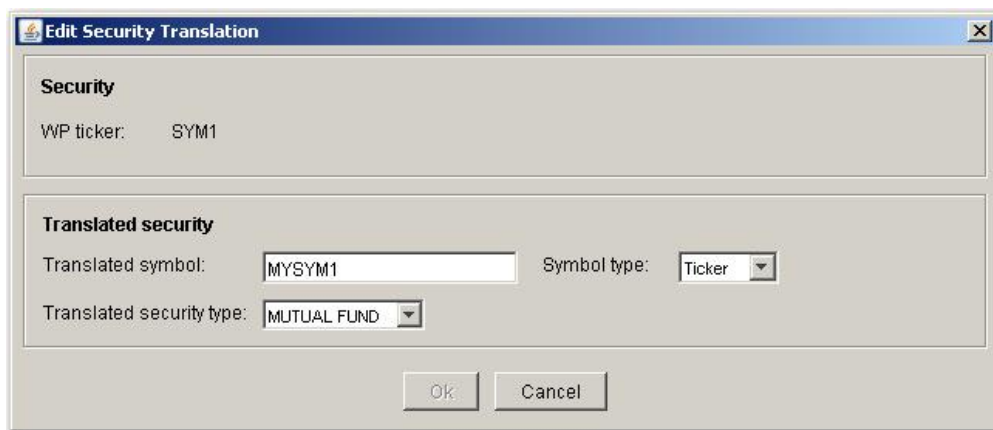 Edit Security Translation
Security
WP ticker: SYM1
Translated security
Translated symbol: MYSYM1 Symbol type: Ticker
Translated security type: MUTUAL FUND
Ok Cancel